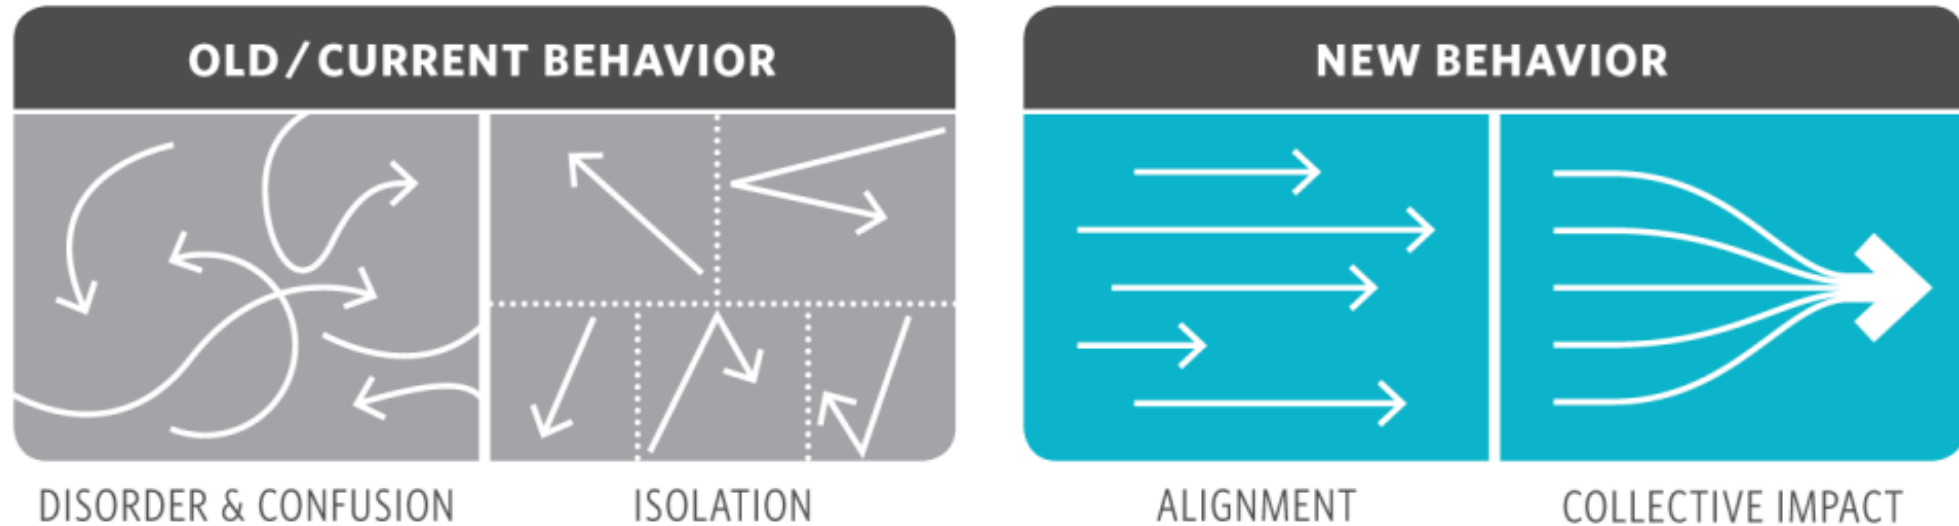 OLD / CURRENT BEHAVIOR
NEW BEHAVIOR
DISORDER & CONFUSION
ISOLATION
ALIGNMENT
COLLECTIVE IMPACT